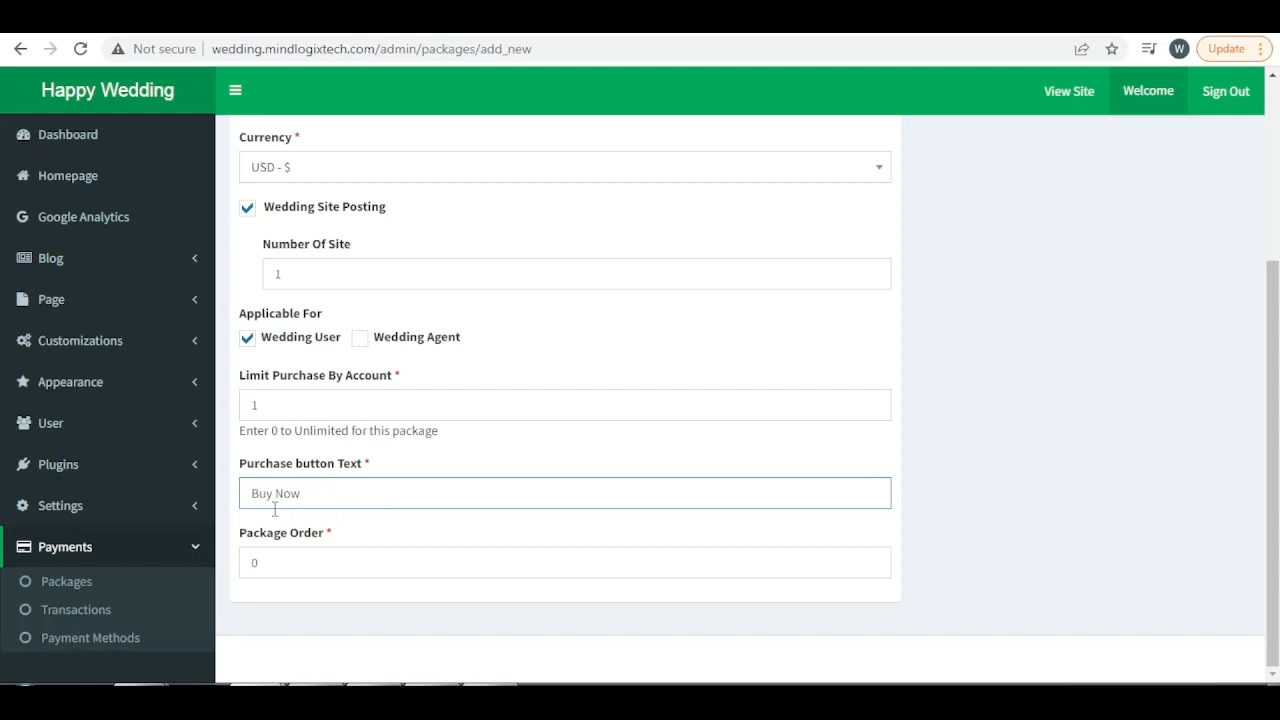 Not secure
wedding.mindlogixtech.com/admin/packages/add_new
W
Update
Happy Wedding
View Site
Welcome
Sign Out
Dashboard
Homepage
Google Analytics
Blog
Page
Customizations
Appearance
User
Plugins
Settings
Payments
Packages
Transactions
Payment Methods
Currency *
USD - $
Wedding Site Posting
Number Of Site
1
Applicable For
Wedding User
Wedding Agent
Limit Purchase By Account *
1
Enter 0 to Unlimited for this package
Purchase button Text *
Buy Now
Package Order *
0